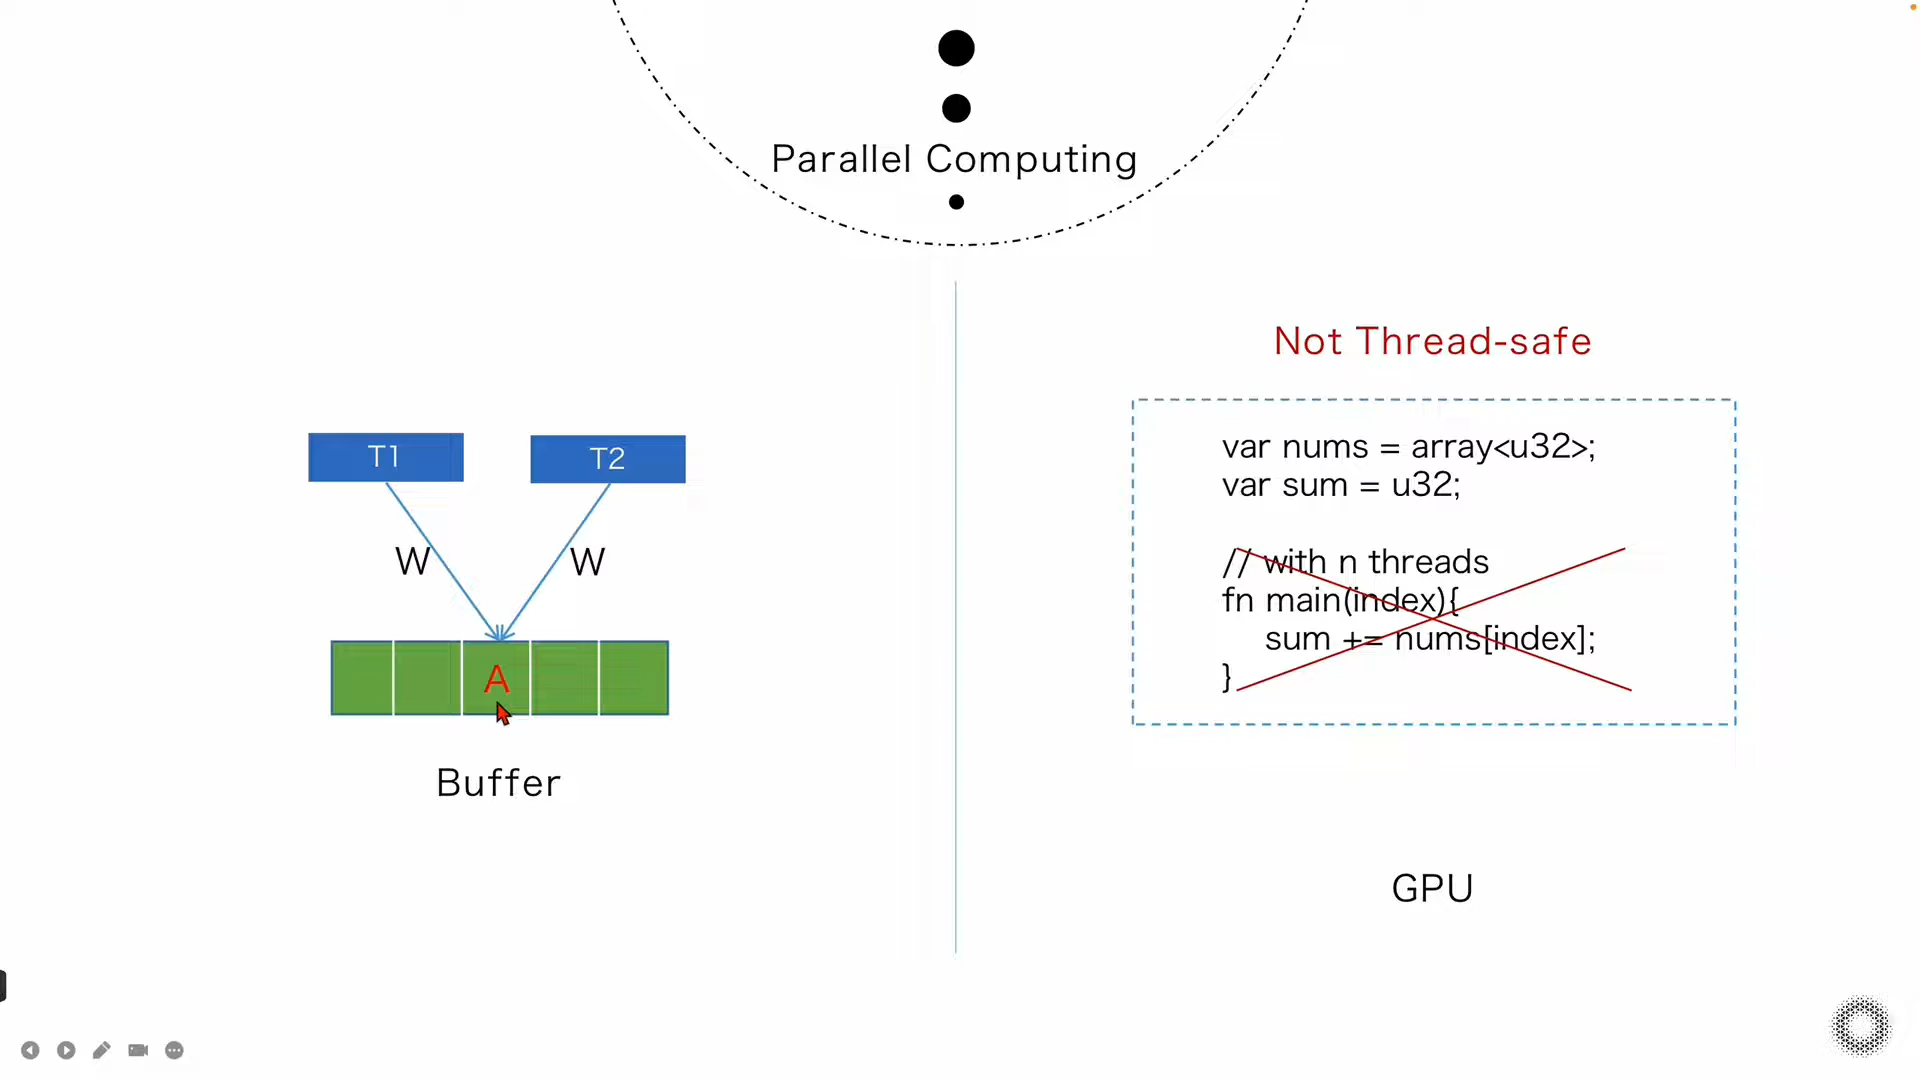 Parallel Computing
T1
T2
W
W
A
Buffer
Not Thread-safe
var nums = array<u32>;
var sum = u32;
// with n threads
fn main(index){
sum += nums[index];
}
GPU